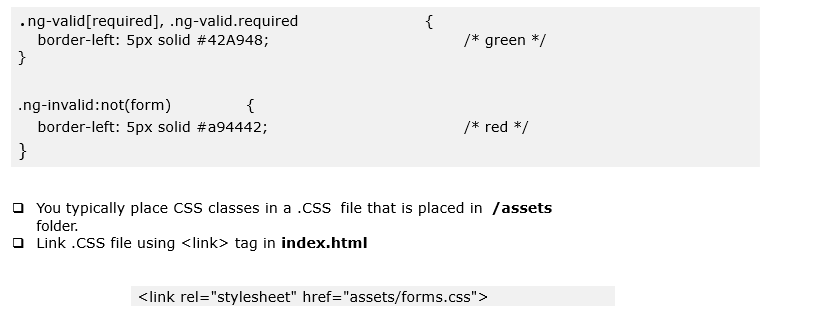 .ng-valid[required], .ng-valid.required {
border-left: 5px solid #42A948; /* green */
}
.ng-invalid:not(form) {
border-left: 5px solid #a94442; /* red */
}
❑ You typically place CSS classes in a .CSS file that is placed in /assets
folder.
❑ Link .CSS file using <link> tag in index.html
<link rel="stylesheet" href="assets/forms.css">